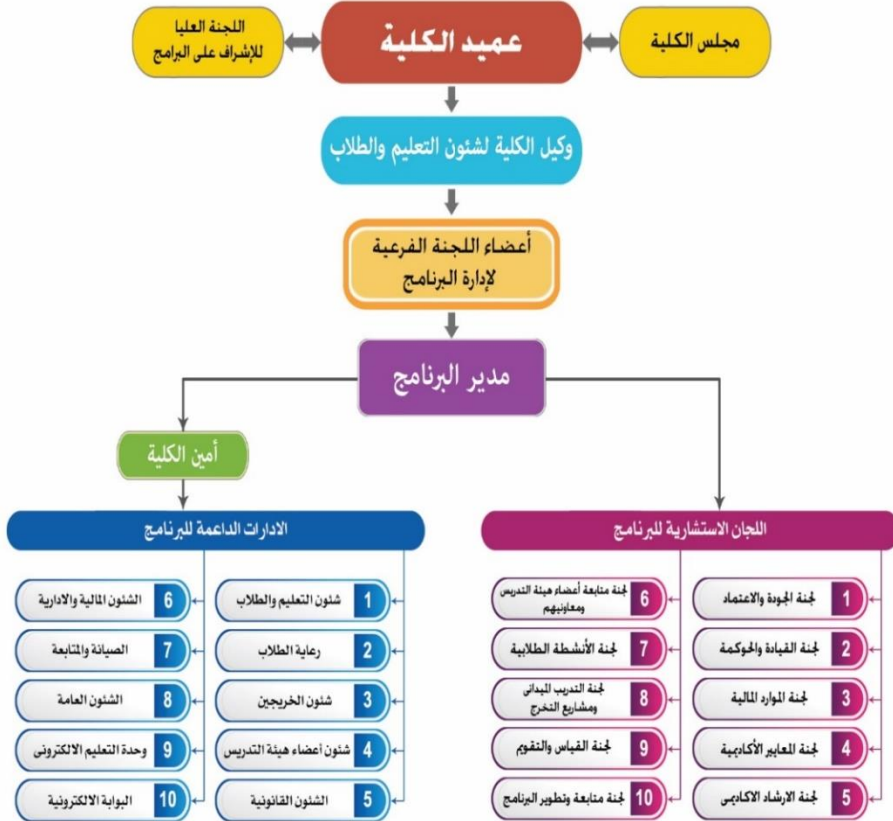 مجلس الكلية
عميد الكلية
اللجنة العليا
للإشراف على البرامج
وكيل الكلية لشئون التعليم والطلاب
أعضاء اللجنة الفرعية
لإدارة البرنامج
مدير البرنامج
أمين الكلية
اللجان الاستشارية للبرنامج
1 لجنة الجودة والاعتماد
2 لجنة القيادة والحوكمة
3 لجنة الموارد المالية
4 لجنة المعايير الأكاديمية
5 لجنة الارشاد الاكاديمى
6 لجنة متابعة أعضاء هيئة التدريس
ومعاونيهم
7 لجنة الأنشطة الطلابية
8 لجنة التدريب الميدانى
ومشاريع التخرج
9 لجنة القياس والتقويم
10 لجنة متابعة وتطوير البرنامج
الادارات الداعمة للبرنامج
1 شئون التعليم والطلاب
2 رعاية الطلاب
3 شئون الخريجين
4 شئون أعضاء هيئة التدريس
5 الشئون القانونية
6 الشئون المالية والادارية
7 الصيانة والمتابعة
8 الشئون العامة
9 وحدة التعليم الالكترونى
10 البوابة الالكترونية